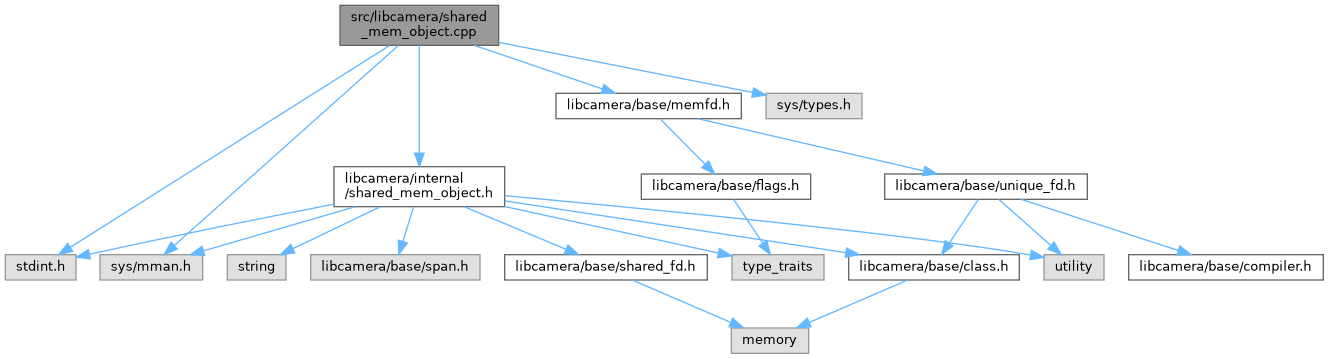 src/libcamera/shared
_mem_object.cpp
libcamera/base/memfd.h
sys/types.h
libcamera/internal
/shared_mem_object.h
libcamera/base/flags.h
libcamera/base/unique_fd.h
stdint.h
sys/mman.h
string
libcamera/base/span.h
libcamera/base/shared_fd.h
type_traits
libcamera/base/class.h
utility
libcamera/base/compiler.h
memory